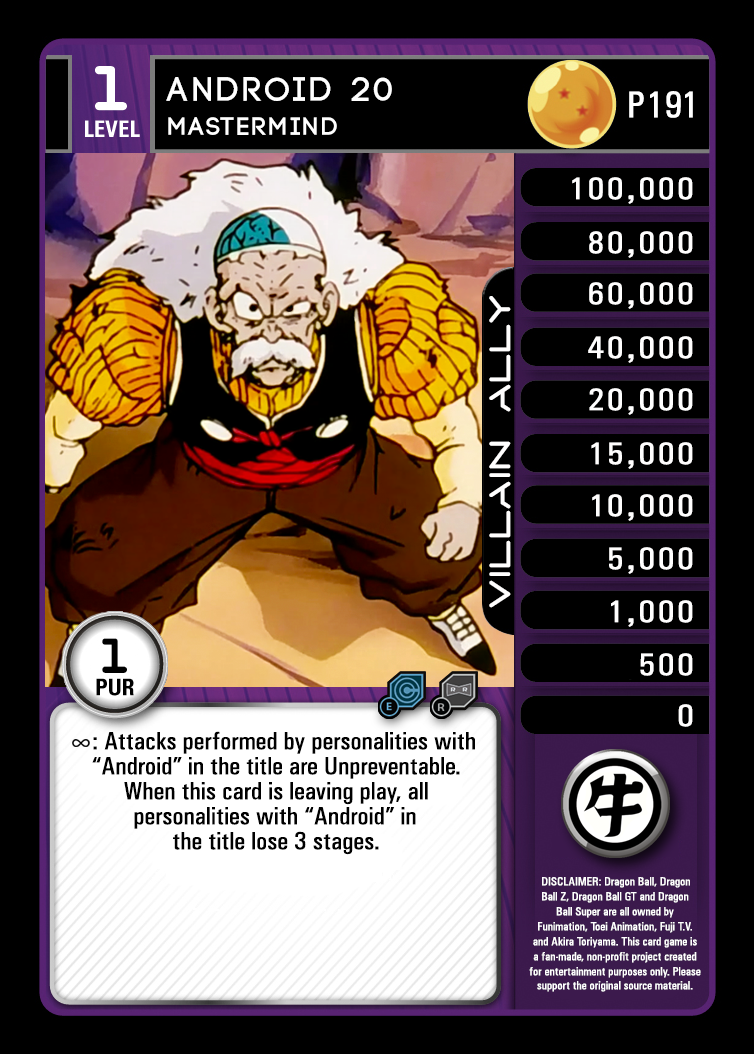 1
LEVEL
ANDROID 20
MASTERMIND
P191
100,000
80,000
60,000
40,000
20,000
15,000
10,000
5,000
1,000
500
0
VILLAIN ALLY
1
PUR
E
R
R R
∞: Attacks performed by personalities with
“Android” in the title are Unpreventable.
When this card is leaving play, all
personalities with “Android” in
the title lose 3 stages.
牛
DISCLAIMER: Dragon Ball, Dragon
Ball Z, Dragon Ball GT and Dragon
Ball Super are all owned by
Funimation, Toei Animation, Fuji T.V.
and Akira Toriyama. This card game is
a fan-made, non-profit project created
for entertainment purposes only. Please
support the original source material.